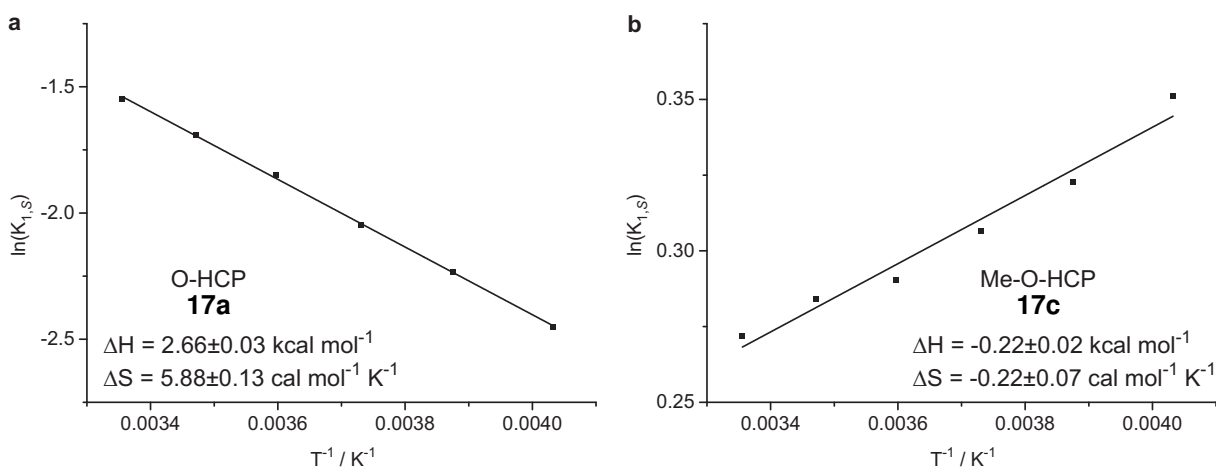 a
-1.5
-2.0
-2.5
ln(K1,S)
O-HCP
17a
ΔH = 2.66±0.03 kcal mol-1
ΔS = 5.88±0.13 cal mol-1 K-1
0.0034 0.0036 0.0038 0.0040
T-1 / K-1
b
0.35
0.30
0.25
ln(K1,S)
Me-O-HCP
17c
ΔH = -0.22±0.02 kcal mol-1
ΔS = -0.22±0.07 cal mol-1 K-1
0.0034 0.0036 0.0038 0.0040
T-1 / K-1